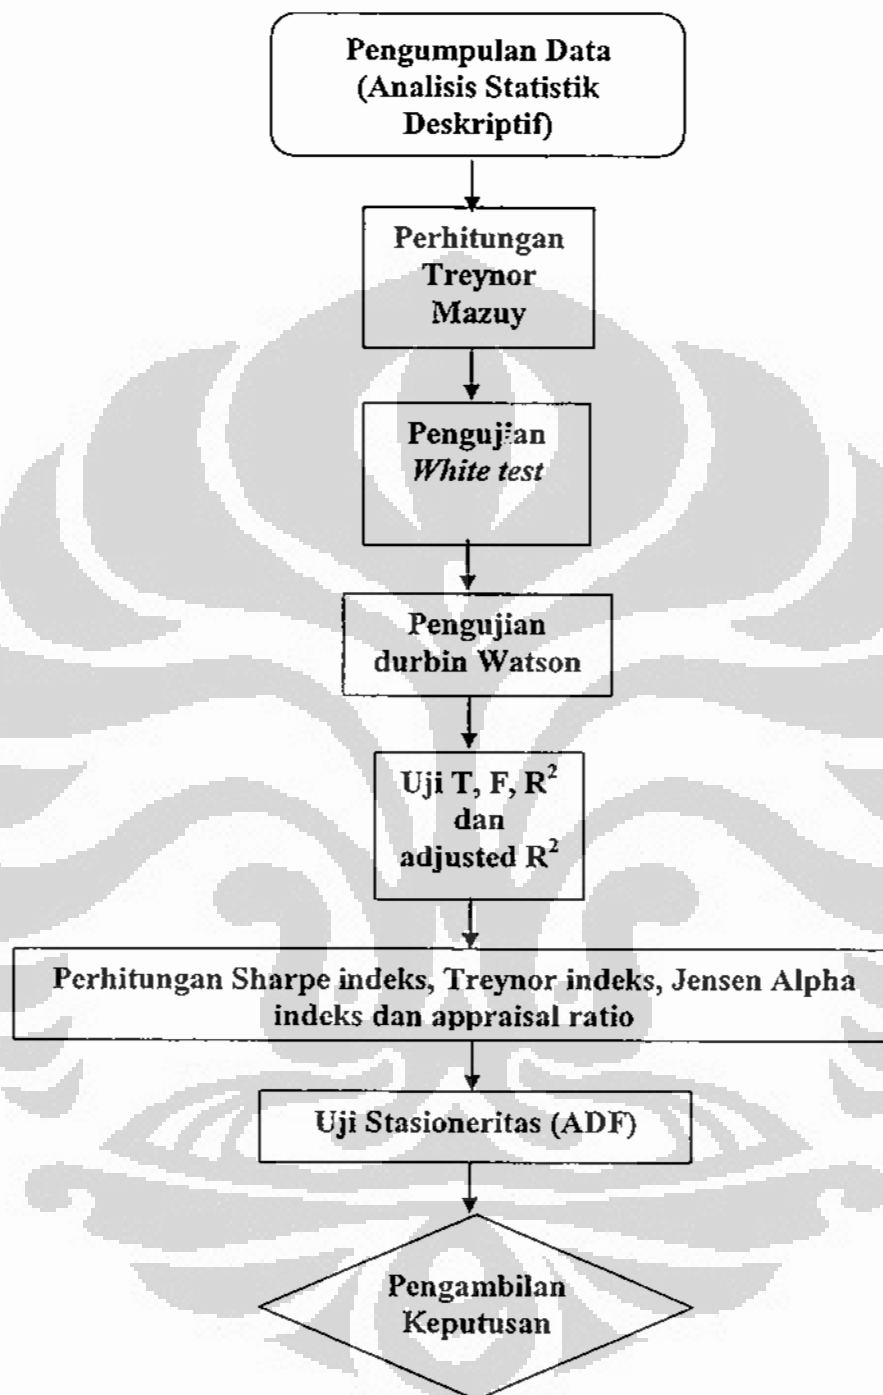 Pengumpulan Data
(Analisis Statistik
Deskriptif)
Perhitungan
Treynor
Mazuy
Pengujian
White test
Pengujian
durbin Watson
Uji T, F, R²
dan
adjusted R²
Perhitungan Sharpe indeks, Treynor indeks, Jensen Alpha
indeks dan appraisal ratio
Uji Stasioneritas (ADF)
Pengambilan
Keputusan